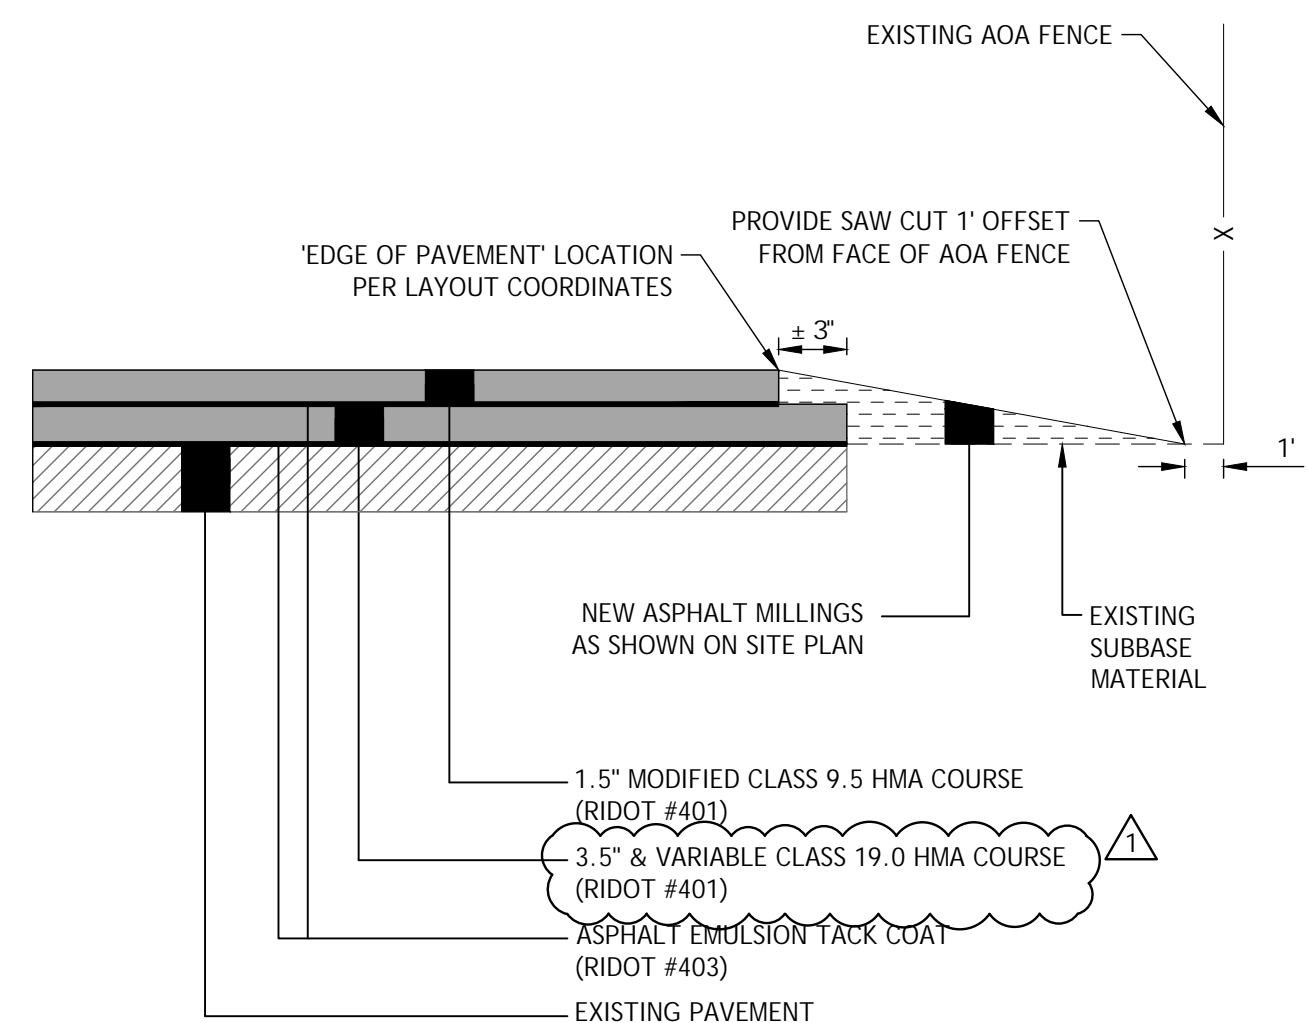 EXISTING AOA FENCE
PROVIDE SAW CUT 1' OFFSET
FROM FACE OF AOA FENCE
X
'EDGE OF PAVEMENT' LOCATION
PER LAYOUT COORDINATES
± 3"
1'
NEW ASPHALT MILLINGS
AS SHOWN ON SITE PLAN
EXISTING
SUBBASE
MATERIAL
1.5" MODIFIED CLASS 9.5 HMA COURSE
(RIDOT #401)
3.5" & VARIABLE CLASS 19.0 HMA COURSE
(RIDOT #401)
1
ASPHALT EMULSION TACK COAT
(RIDOT #403)
EXISTING PAVEMENT